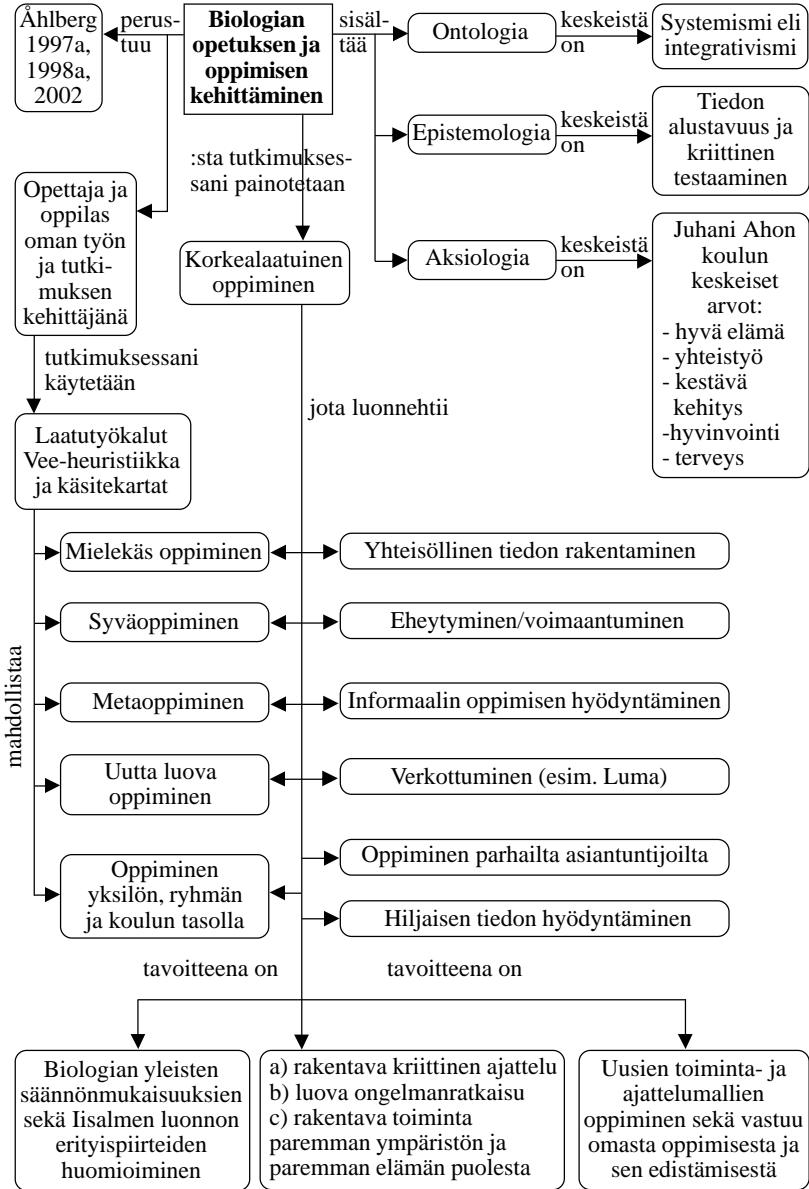 Åhlberg
1997a,
1998a,
2002
perus-
tuu
Biologian
opetuksen ja
oppimisen
kehittäminen
sisäl-
tää
Ontologia
keskeistä
on
Systemismi eli
integrativismi
Epistemologia
keskeistä
on
Tiedon
alustavuus ja
kriittinen
testaaminen
:sta tutkimukses-
sani painotetaan
Opettaja ja
oppilas
oman työn
ja tutki-
muksen
kehittäjänä
Korkealaatuinen
oppiminen
Aksiologia
keskeistä
on
Juhani Ahon
koulun
keskeiset
arvot:
- hyvä elämä
- yhteistyö
- kestävä
kehitys
-hyvinvointi
- terveys
tutkimuksessani
käytetään
jota luonnehtii
Laatutyökalut
Vee-heuristiikka
ja käsitekartat
mahdollistaa
Mielekäs oppiminen
Yhteisöllinen tiedon rakentaminen
Syväoppiminen
Eheytyminen/voimaantuminen
Metaoppiminen
Informaalin oppimisen hyödyntäminen
Uutta luova
oppiminen
Verkottuminen (esim. Luma)
Oppiminen
yksilön, ryhmän
ja koulun tasolla
Oppiminen parhailta asiantuntijoilta
Hiljaisen tiedon hyödyntäminen
tavoitteena on
tavoitteena on
Biologian yleisten
säännönmukaisuuksien
sekä Iisalmen luonnon
erityispiirteiden
huomioiminen
a) rakentava kriittinen ajattelu
b) luova ongelmanratkaisu
c) rakentava toiminta
paremman ympäristön ja
paremman elämän puolesta
Uusien toiminta- ja
ajattelumallien
oppiminen sekä vastuu
omasta oppimisesta ja
sen edistämisestä